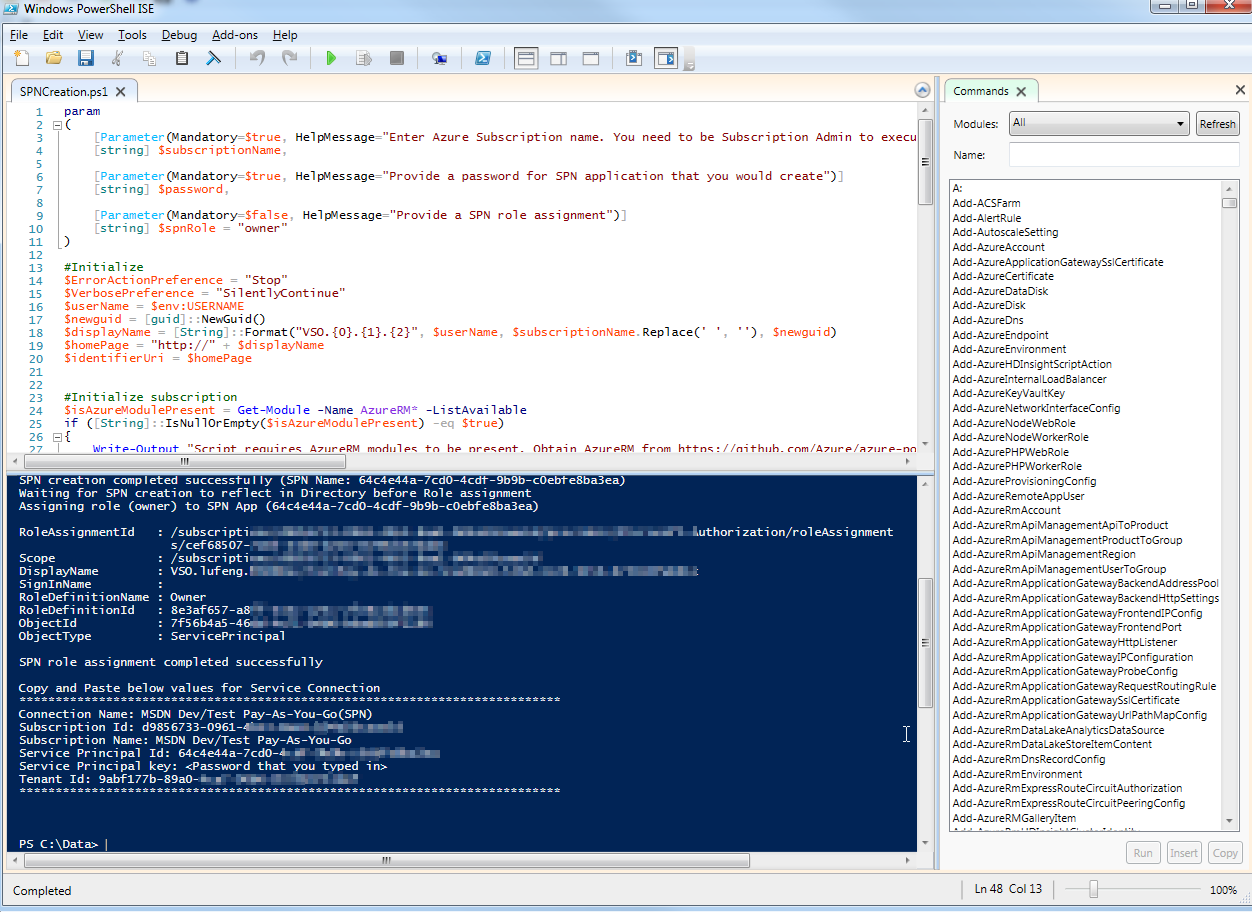 Windows PowerShell ISE
File Edit View Tools Debug Add-ons Help
SPNCreation.ps1
1 param
2 (
3 [Parameter(Mandatory=$true, HelpMessage="Enter Azure Subscription name. You need to be Subscription Admin to execu
4 [string] $subscriptionName,
5
6 [Parameter(Mandatory=$true, HelpMessage="Provide a password for SPN application that you would create")]
7 [string] $password,
8
9 [Parameter(Mandatory=$false, HelpMessage="Provide a SPN role assignment")]
10 [string] $spnRole = "owner"
11 )
12
13 #Initialize
14 $ErrorActionPreference = "Stop"
15 $VerbosePreference = "SilentlyContinue"
16 $userName = $env:USERNAME
17 $newguid = [guid]::NewGuid()
18 $displayName = [String]::Format("VSO.{0}.{1}.{2}", $userName, $subscriptionName.Replace(' ', ''), $newguid)
19 $homePage = "http://" + $displayName
20 $identifierUri = $homePage
21
22
23 #Initialize subscription
24 $isAzureModulePresent = Get-Module -Name AzureRM* -ListAvailable
25 if ([String]::IsNullOrEmpty($isAzureModulePresent) -eq $true)
26 {
27 Write-Output "Script requires AzureRM modules to be present. Obtain AzureRM from https://github.com/Azure/azure-po
SPN creation completed successfully (SPN Name: 64c4e44a-7cd0-4cdf-9b9b-c0ebfe8ba3ea)
Waiting for SPN creation to reflect in Directory before Role assignment
Assigning role (owner) to SPN App (64c4e44a-7cd0-4cdf-9b9b-c0ebfe8ba3ea)
RoleAssignmentId : /subscripti uthorization/roleAssignment
s/cef68507-
Scope : /subscripti
DisplayName : VSO.lufeng.
SignInName :
RoleDefinitionName : Owner
RoleDefinitionId : 8e3af657-a8
ObjectId : 7f56b4a5-46
ObjectType : ServicePrincipal
SPN role assignment completed successfully
Copy and Paste below values for Service Connection
***************************************************************************
Connection Name: MSDN Dev/Test Pay-As-You-Go(SPN)
Subscription Id: d9856733-0961-4
Subscription Name: MSDN Dev/Test Pay-As-You-Go
Service Principal Id: 64c4e44a-7cd0-4
Service Principal key: <Password that you typed in>
Tenant Id: 9abf177b-89a0-
***************************************************************************
PS C:\Data>
Completed
Ln 48 Col 13
100%
Commands
Modules: All Refresh
Name:
A:
Add-ACSFarm
Add-AlertRule
Add-AutoscaleSetting
Add-AzureAccount
Add-AzureApplicationGatewaySslCertificate
Add-AzureCertificate
Add-AzureDataDisk
Add-AzureDisk
Add-AzureDns
Add-AzureEndpoint
Add-AzureEnvironment
Add-AzureHDInsightScriptAction
Add-AzureInternalLoadBalancer
Add-AzureKeyVaultKey
Add-AzureNetworkInterfaceConfig
Add-AzureNodeWebRole
Add-AzureNodeWorkerRole
Add-AzurePHPWebRole
Add-AzurePHPWorkerRole
Add-AzureProvisioningConfig
Add-AzureRemoteAppUser
Add-AzureRmAccount
Add-AzureRmApiManagementApiToProduct
Add-AzureRmApiManagementProductToGroup
Add-AzureRmApiManagementRegion
Add-AzureRmApiManagementUserToGroup
Add-AzureRmApplicationGatewayBackendAddressPool
Add-AzureRmApplicationGatewayBackendHttpSettings
Add-AzureRmApplicationGatewayFrontendIPConfig
Add-AzureRmApplicationGatewayFrontendPort
Add-AzureRmApplicationGatewayHttpListener
Add-AzureRmApplicationGatewayIPConfiguration
Add-AzureRmApplicationGatewayProbeConfig
Add-AzureRmApplicationGatewayRequestRoutingRule
Add-AzureRmApplicationGatewaySslCertificate
Add-AzureRmApplicationGatewayUrlPathMapConfig
Add-AzureRmDataLakeAnalyticsDataSource
Add-AzureRmDataLakeStoreItemContent
Add-AzureRmDnsRecordConfig
Add-AzureRmEnvironment
Add-AzureRmExpressRouteCircuitAuthorization
Add-AzureRmExpressRouteCircuitPeeringConfig
Add-AzureRMGalleryItem
Add-AzureRmHDInsightClusterIdentity
Run Insert Copy